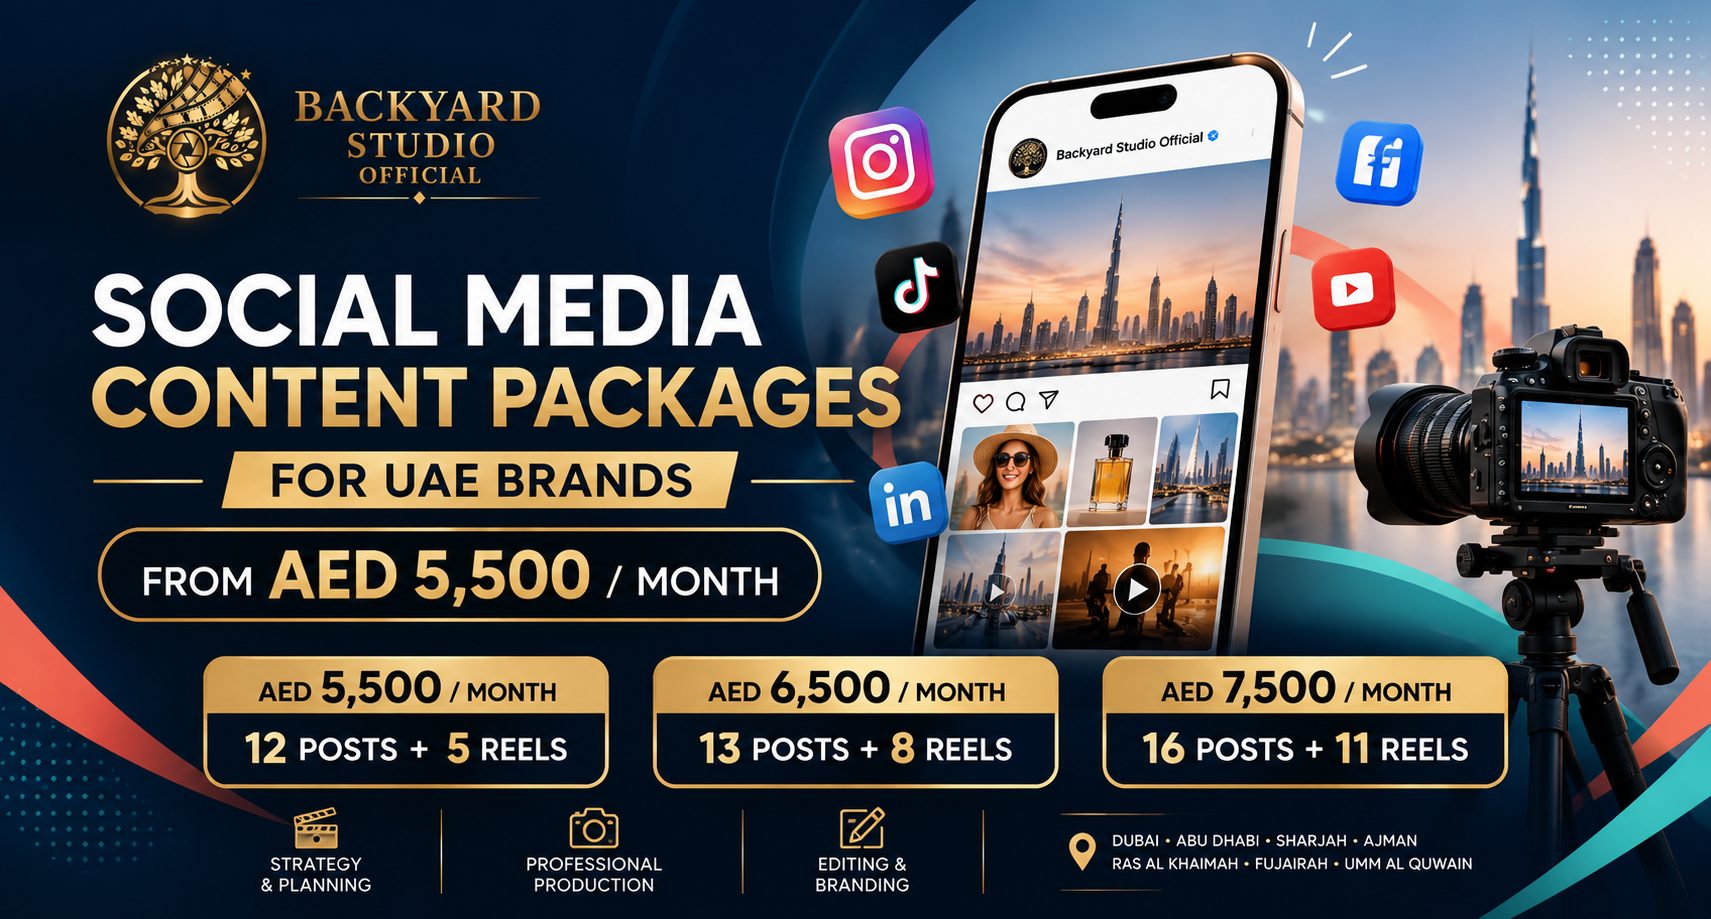 BACKYARD
STUDIO
OFFICIAL
SOCIAL MEDIA
CONTENT PACKAGES
FOR UAE BRANDS
FROM AED 5,500 / MONTH
Backyard Studio Official
in
AED 5,500 / MONTH
12 POSTS + 5 REELS
AED 6,500 / MONTH
13 POSTS + 8 REELS
AED 7,500 / MONTH
16 POSTS + 11 REELS
STRATEGY
& PLANNING
PROFESSIONAL
PRODUCTION
EDITING &
BRANDING
DUBAI • ABU DHABI • SHARJAH • AJMAN
RAS AL KHAIMAH • FUJAIRAH • UMM AL QUWAIN